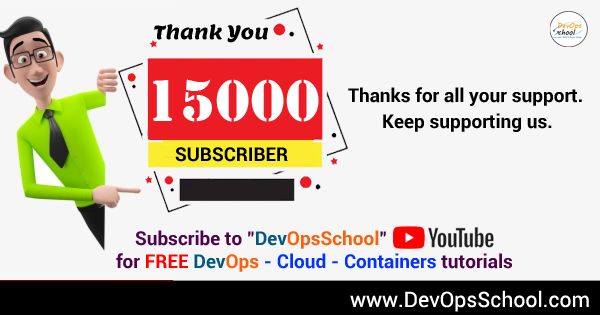 Thank You
DevOps
School
15000
SUBSCRIBER
Thanks for all your support.
Keep supporting us.
Subscribe to "DevOpsSchool" YouTube
for FREE DevOps - Cloud - Containers tutorials
www.DevOpsSchool.com